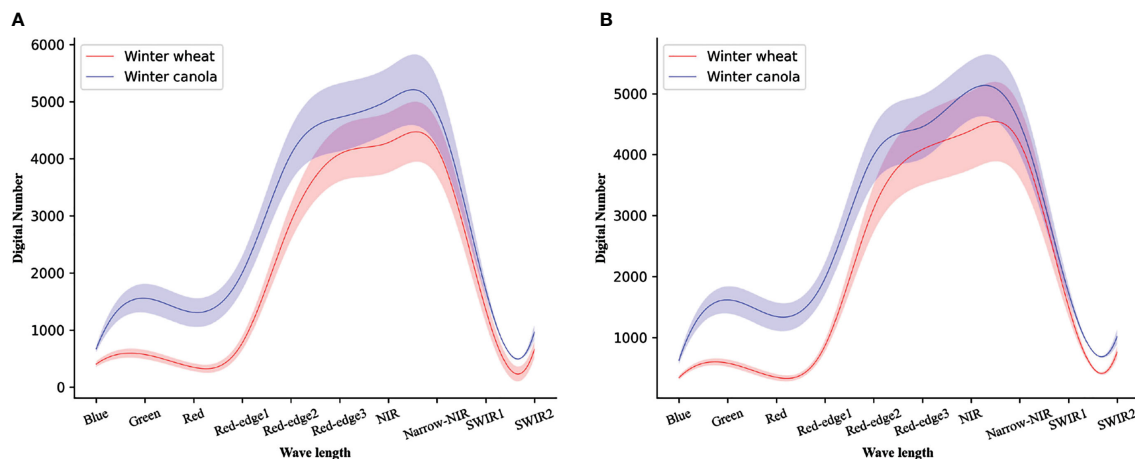 A
Winter wheat
Winter canola
6000
5000
4000
3000
2000
1000
0
Digital Number
Blue
Green
Red
Red-edge1
Red-edge2
Red-edge3
NIR
Narrow-NIR
SWIR1
SWIR2
Wave length
B
Winter wheat
Winter canola
5000
4000
3000
2000
1000
Digital Number
Blue
Green
Red
Red-edge1
Red-edge2
Red-edge3
NIR
Narrow-NIR
SWIR1
SWIR2
Wave length